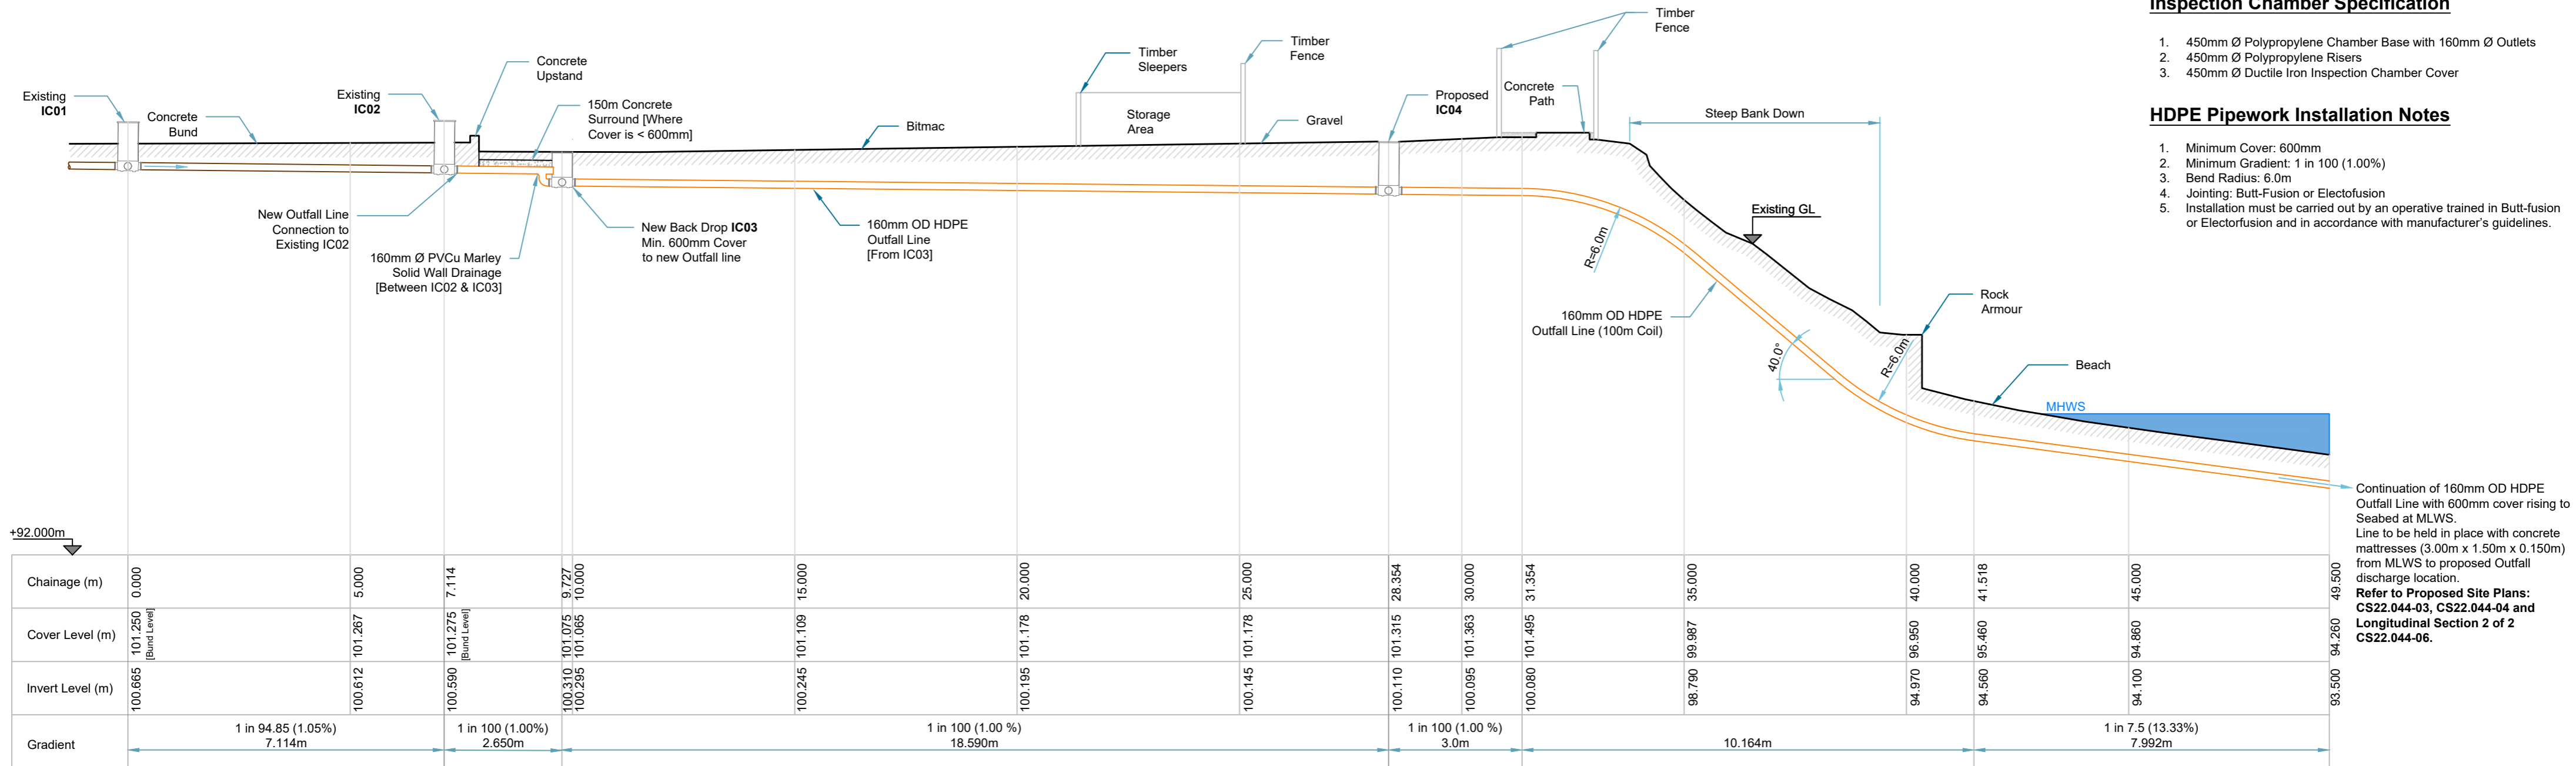 Inspection Chamber Specification
1. 450mm Ø Polypropylene Chamber Base with 160mm Ø Outlets
2. 450mm Ø Polypropylene Risers
3. 450mm Ø Ductile Iron Inspection Chamber Cover
HDPE Pipework Installation Notes
1. Minimum Cover: 600mm
2. Minimum Gradient: 1 in 100 (1.00%)
3. Bend Radius: 6.0m
4. Jointing: Butt-Fusion or Electofusion
5. Installation must be carried out by an operative trained in Butt-fusion
or Electorfusion and in accordance with manufacturer's guidelines.
Existing
IC01
Concrete
Bund
Existing
IC02
Concrete
Upstand
150m Concrete
Surround [Where
Cover is < 600mm]
Bitmac
Timber
Sleepers
Storage
Area
Timber
Fence
Gravel
Proposed
IC04
Concrete
Path
Timber
Fence
Steep Bank Down
Existing GL
New Outfall Line
Connection to
Existing IC02
160mm Ø PVCu Marley
Solid Wall Drainage
[Between IC02 & IC03]
New Back Drop IC03
Min. 600mm Cover
to new Outfall line
160mm OD HDPE
Outfall Line
[From IC03]
R=6.0m
160mm OD HDPE
Outfall Line (100m Coil)
40.0°
R=6.0m
Rock
Armour
Beach
MHWS
Continuation of 160mm OD HDPE
Outfall Line with 600mm cover rising to
Seabed at MLWS.
Line to be held in place with concrete
mattresses (3.00m x 1.50m x 0.150m)
from MLWS to proposed Outfall
discharge location.
Refer to Proposed Site Plans:
CS22.044-03, CS22.044-04 and
Longitudinal Section 2 of 2
CS22.044-06.
+92.000m
Chainage (m) 0.000 5.000 7.114 9.727 10.000 15.000 20.000 25.000 28.354 30.000 31.354 35.000 40.000 41.518 45.000 49.500
Cover Level (m) 101.250 [Bund Level] 101.267 101.275 [Bund Level] 101.075 101.065 101.109 101.178 101.178 101.315 101.363 101.495 99.987 96.950 95.460 94.860 94.260
Invert Level (m) 100.665 100.612 100.590 100.310 100.295 100.245 100.195 100.145 100.110 100.095 100.080 98.790 94.970 94.560 94.100 93.500
Gradient
1 in 94.85 (1.05%)
7.114m
1 in 100 (1.00%)
2.650m
1 in 100 (1.00 %)
18.590m
1 in 100 (1.00 %)
3.0m
10.164m
1 in 7.5 (13.33%)
7.992m